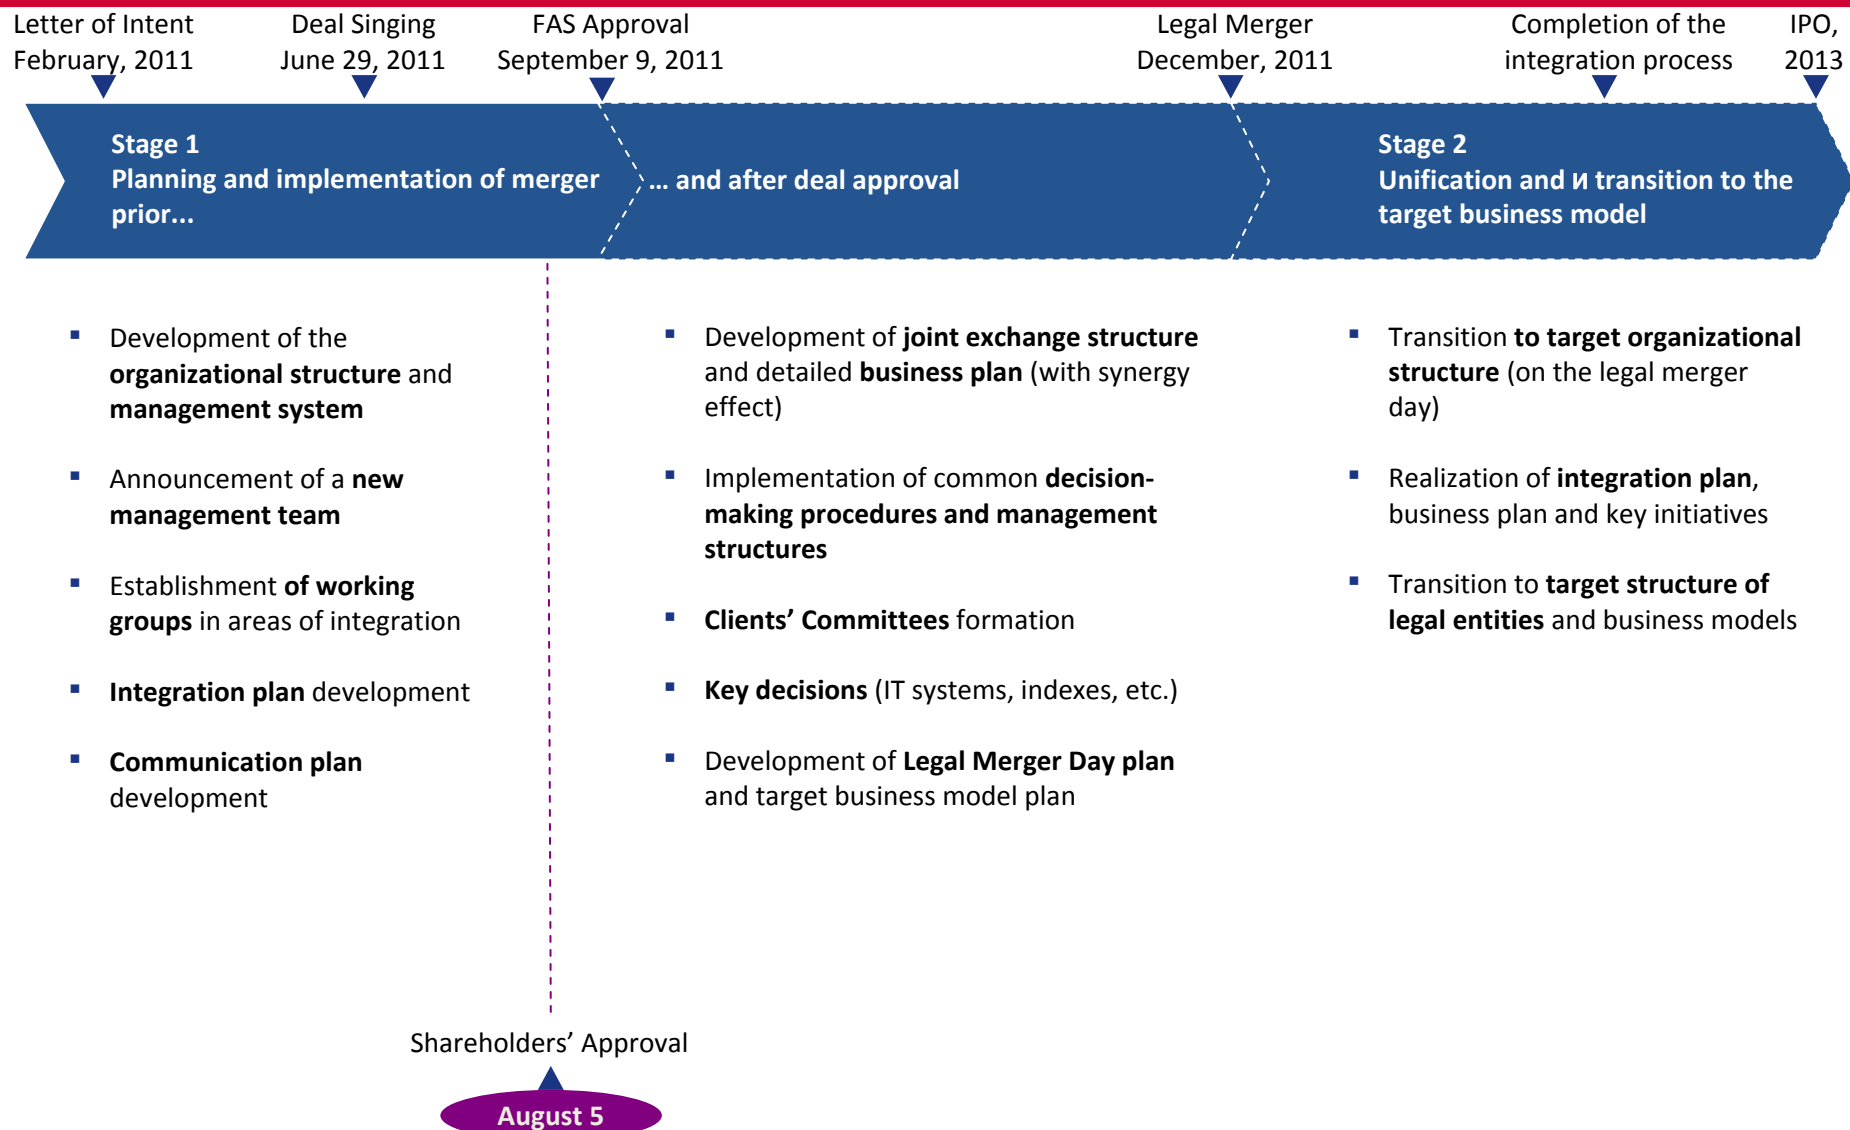 Letter of Intent
February, 2011
Deal Singing
June 29, 2011
FAS Approval
September 9, 2011
Legal Merger
December, 2011
Completion of the
integration process
IPO,
2013
Stage 1
Planning and implementation of merger
prior...
... and after deal approval
Stage 2
Unification and и transition to the
target business model
▪ Development of the
organizational structure and
management system
▪ Announcement of a new
management team
▪ Establishment of working
groups in areas of integration
▪ Integration plan development
▪ Communication plan
development
▪ Development of joint exchange structure
and detailed business plan (with synergy
effect)
▪ Implementation of common decision-
making procedures and management
structures
▪ Clients’ Committees formation
▪ Key decisions (IT systems, indexes, etc.)
▪ Development of Legal Merger Day plan
and target business model plan
▪ Transition to target organizational
structure (on the legal merger
day)
▪ Realization of integration plan,
business plan and key initiatives
▪ Transition to target structure of
legal entities and business models
Shareholders’ Approval
August 5